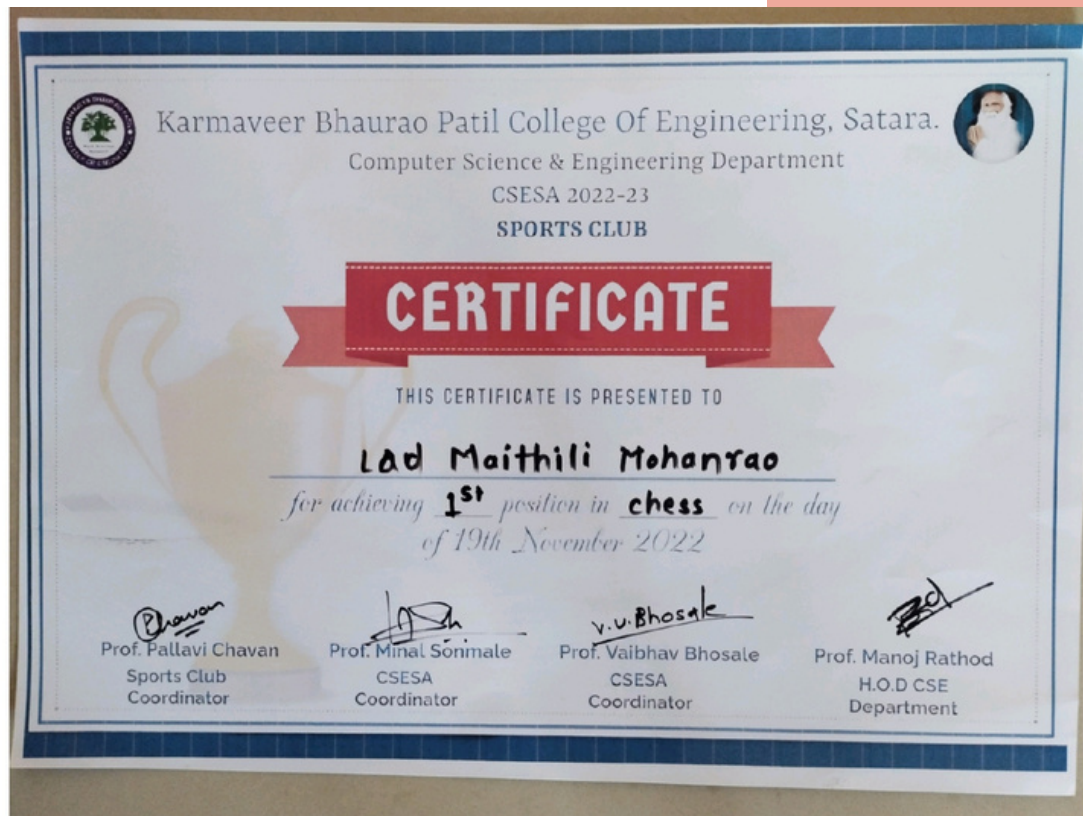 Karmaveer Bhaurao Patil College Of Engineering, Satara.
Computer Science & Engineering Department
CSESA 2022-23
SPORTS CLUB
CERTIFICATE
THIS CERTIFICATE IS PRESENTED TO
Lad Maithili Mohanrao
for achieving 1st position in chess on the day
of 19th November 2022
Chavan
V.V.Bhosale
Prof. Pallavi Chavan Prof. Minal Sonimale Prof. Vaibhav Bhosale Prof. Manoj Rathod
Sports Club CSESA CSESA H.O.D CSE
Coordinator Coordinator Coordinator Department